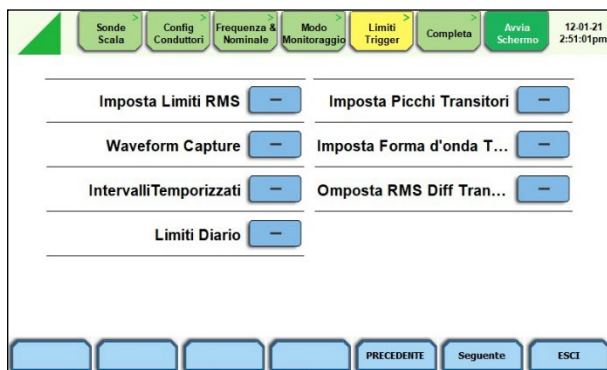 Sonde Scala
Config Conduttori
Frequenza & Nominale
Modo Monitoraggio
Limiti Trigger
Completa
Avvia Schermo
12-01-21
2:51:01pm
Imposta Limiti RMS
Imposta Picchi Transitori
Waveform Capture
Imposta Forma d'onda T...
IntervalliTemporizzati
Omposta RMS Diff Tran...
Limiti Diario
PRECEDENTE
Seguente
ESCI